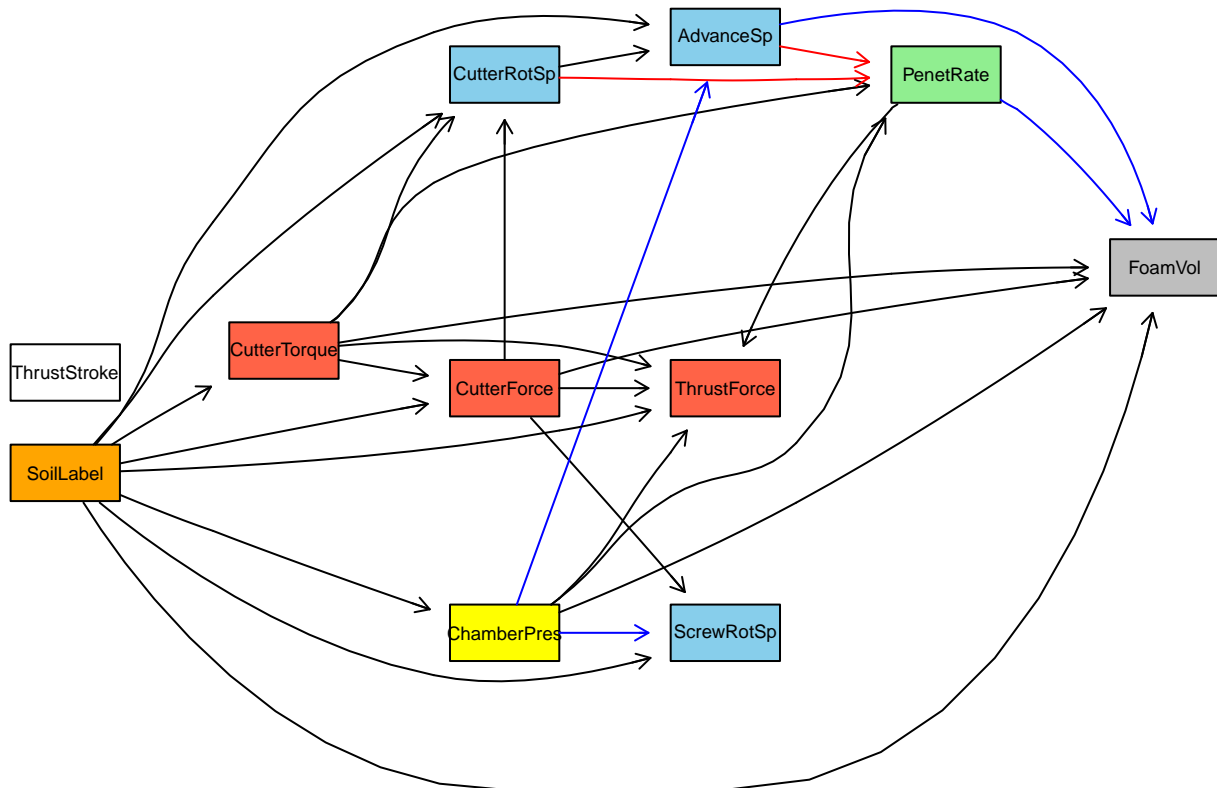 AdvanceSp
CutterRotSp
PenetRate
FoamVol
CutterTorque
ThrustStroke
CutterForce
ThrustForce
SoilLabel
ChamberPres
ScrewRotSp